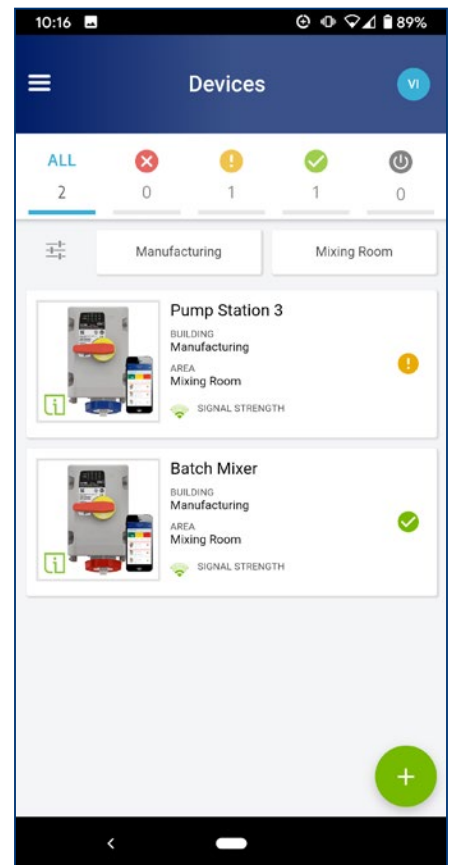 10:16 89%
Devices VI
ALL
2 0 1 1 0
Manufacturing Mixing Room
Pump Station 3
BUILDING
Manufacturing
AREA
Mixing Room
SIGNAL STRENGTH
Batch Mixer
BUILDING
Manufacturing
AREA
Mixing Room
SIGNAL STRENGTH